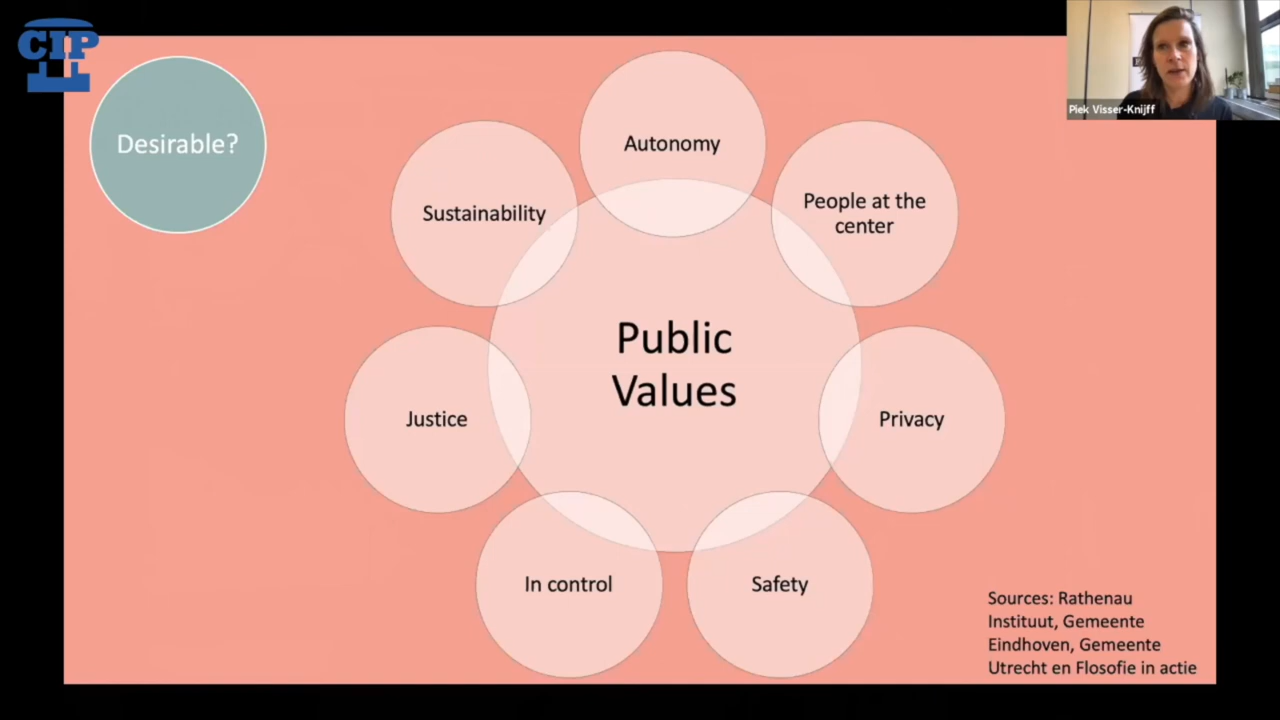 CIP
Desirable?
Piek Visser-Knijff
Autonomy
People at the
center
Sustainability
Public
Values
Justice
Privacy
In control
Safety
Sources: Rathenau
Instituut, Gemeente
Eindhoven, Gemeente
Utrecht en Flosofie in actie